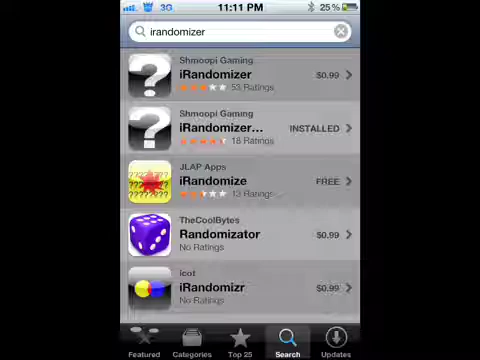 3G 11:11 PM 25%
irandomizer
Shmoopi Gaming
iRandomizer $0.99
53 Ratings
Shmoopi Gaming
iRandomizer... INSTALLED
18 Ratings
JLAP Apps
iRandomize FREE
13 Ratings
TheCoolBytes
Randomizator $0.99
No Ratings
icot
iRandomizr $0.99
No Ratings
Featured Categories Top 25 Search Updates